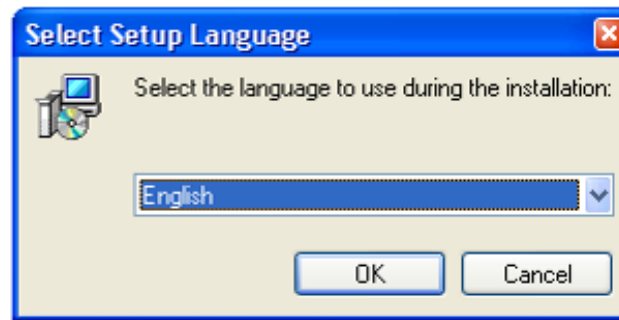 Select Setup Language
Select the language to use during the installation:
English
OK
Cancel